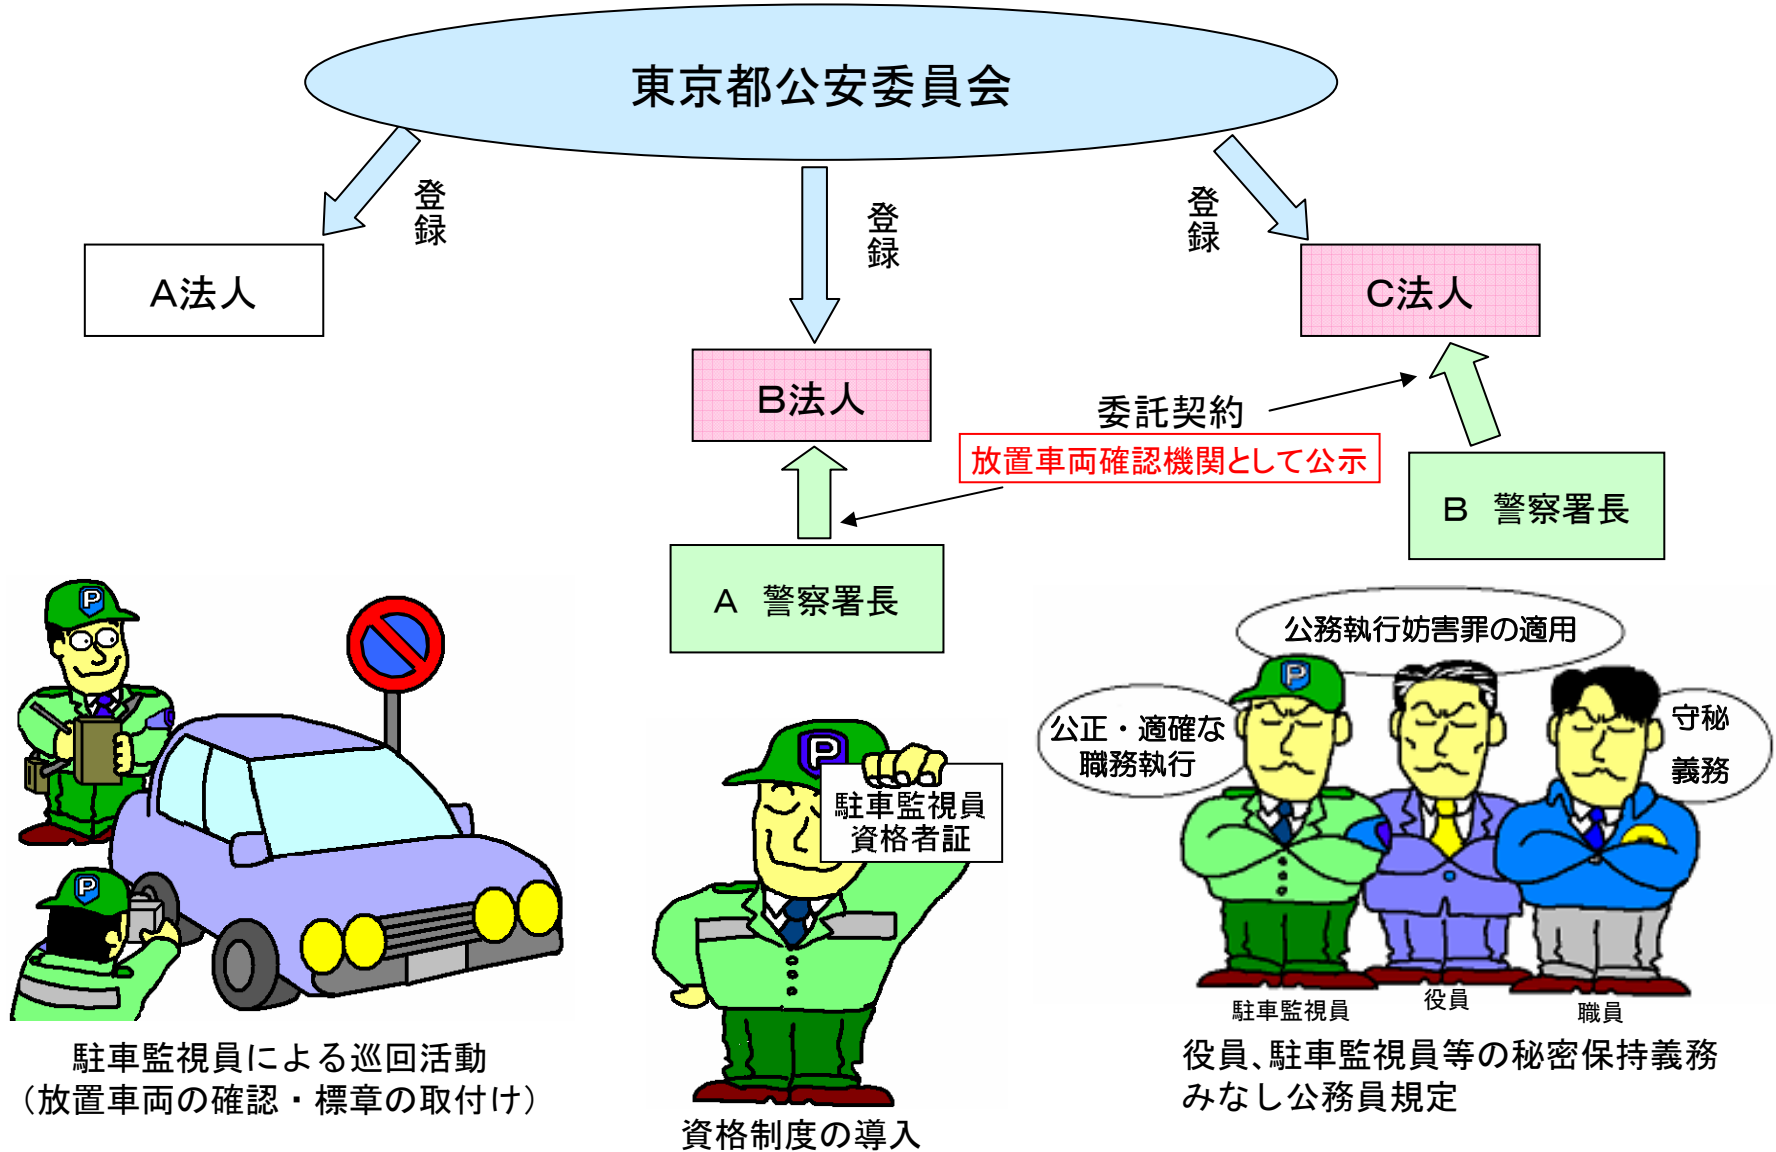 東京都公安委員会
登録
登録
登録
A法人
C法人
B法人
委託契約
放置車両確認機関として公示
B　警察署長
A　警察署長
P
P
P
P
公務執行妨害罪の適用
公正・適確な
職務執行
守秘
義務
駐車監視員
資格者証
駐車監視員
役員
職員
駐車監視員による巡回活動
（放置車両の確認・標章の取付け）
資格制度の導入
役員、駐車監視員等の秘密保持義務
みなし公務員規定